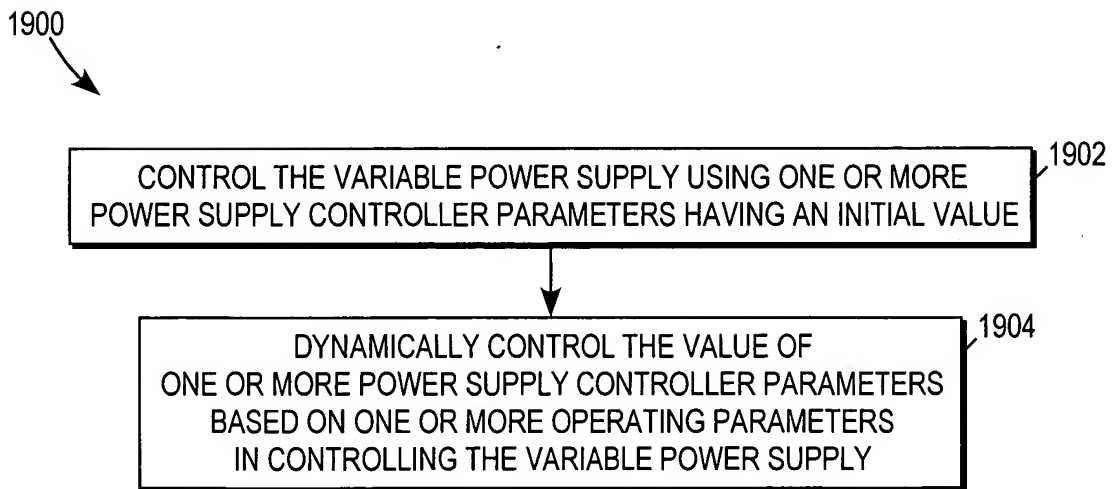 1900
1902
CONTROL THE VARIABLE POWER SUPPLY USING ONE OR MORE
POWER SUPPLY CONTROLLER PARAMETERS HAVING AN INITIAL VALUE
1904
DYNAMICALLY CONTROL THE VALUE OF
ONE OR MORE POWER SUPPLY CONTROLLER PARAMETERS
BASED ON ONE OR MORE OPERATING PARAMETERS
IN CONTROLLING THE VARIABLE POWER SUPPLY